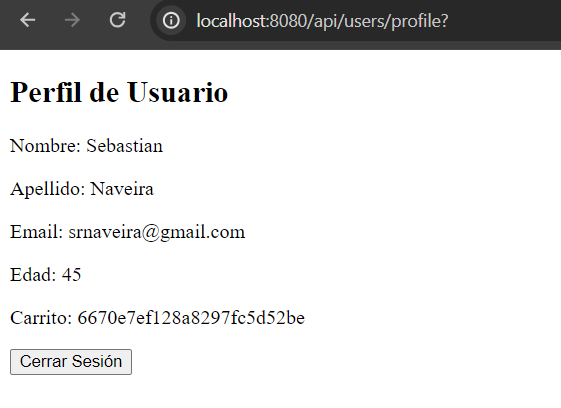 localhost:8080/api/users/profile?
Perfil de Usuario
Nombre: Sebastian
Apellido: Naveira
Email: srnaveira@gmail.com
Edad: 45
Carrito: 6670e7ef128a8297fc5d52be
Cerrar Sesión